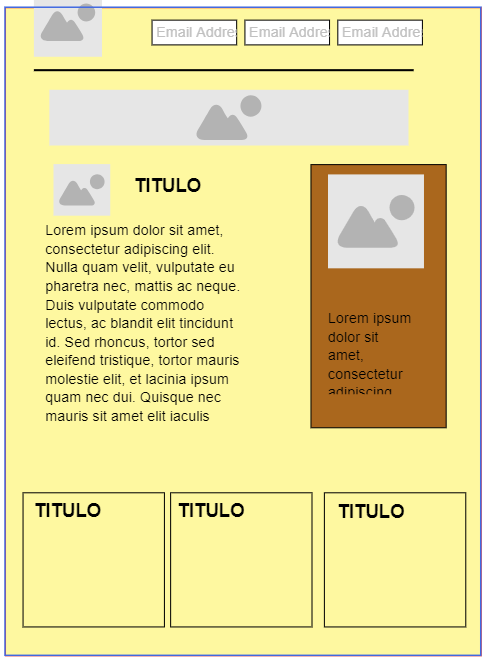 Email Addre
Email Addre
Email Addre
TITULO
Lorem ipsum dolor sit amet,
consectetur adipiscing elit.
Nulla quam velit, vulputate eu
pharetra nec, mattis ac neque.
Duis vulputate commodo
lectus, ac blandit elit tincidunt
id. Sed rhoncus, tortor sed
eleifend tristique, tortor mauris
molestie elit, et lacinia ipsum
quam nec dui. Quisque nec
mauris sit amet elit iaculis
Lorem ipsum
dolor sit
amet,
consectetur
adipiscing
TITULO
TITULO
TITULO